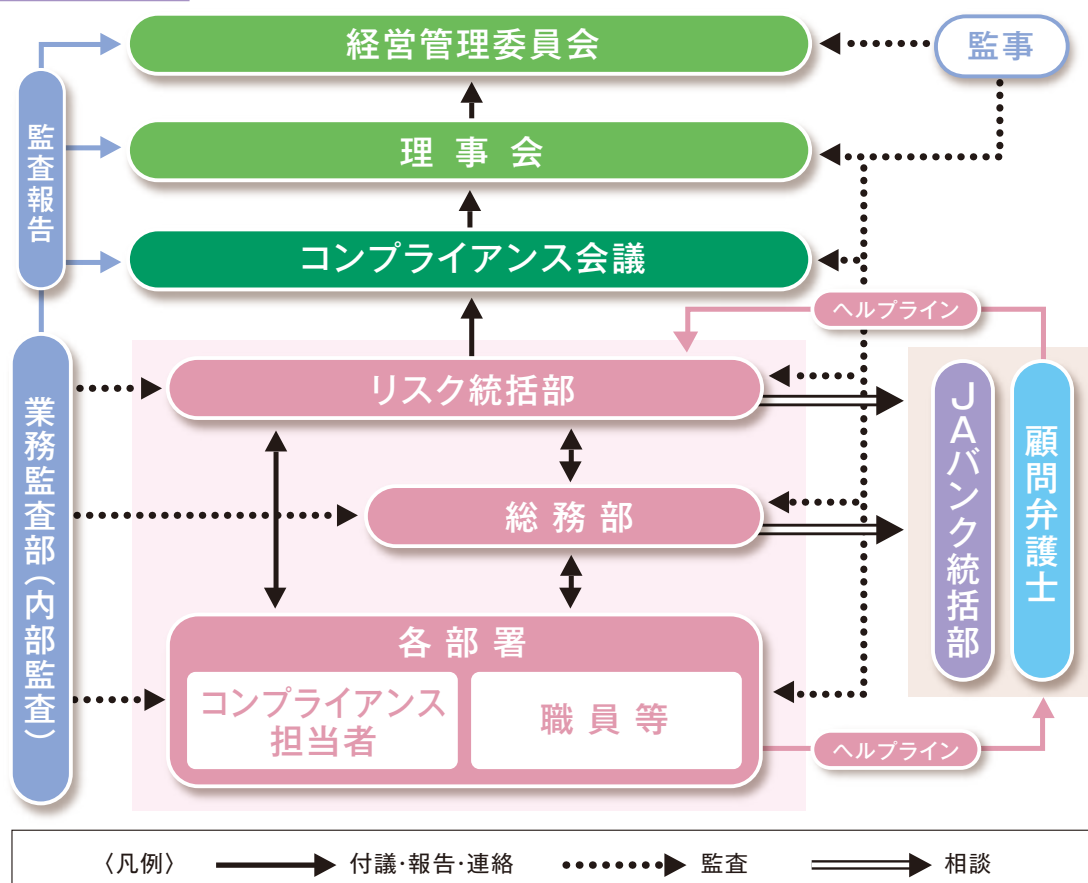 経営管理委員会
監事
監査報告
理事会
コンプライアンス会議
ヘルプライン
リスク統括部
業務監査部（内部監査）
総務部
JAバンク統括部
顧問弁護士
各部署
コンプライアンス
担当者
職員等
ヘルプライン
〈凡例〉 付議・報告・連絡 監査 相談